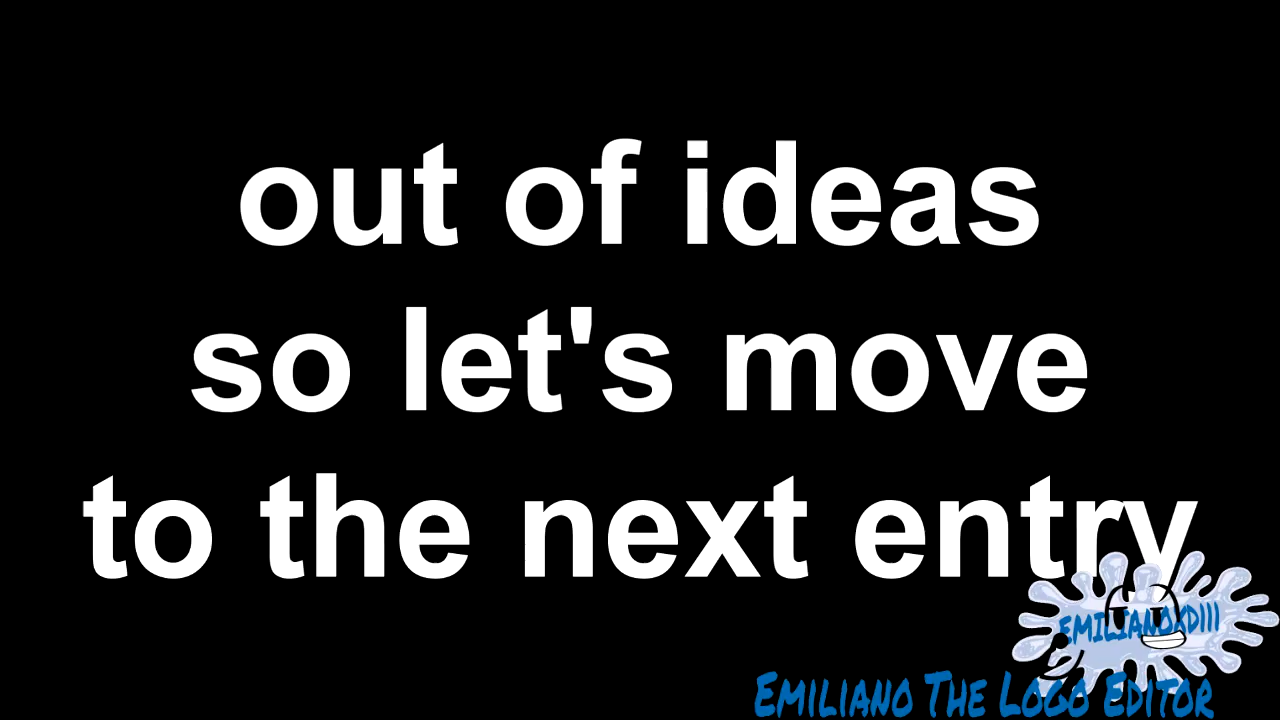 out of ideas
so let's move
to the next entry
EMILIANOXDIII
EMILIANO THE LOGO EDITOR